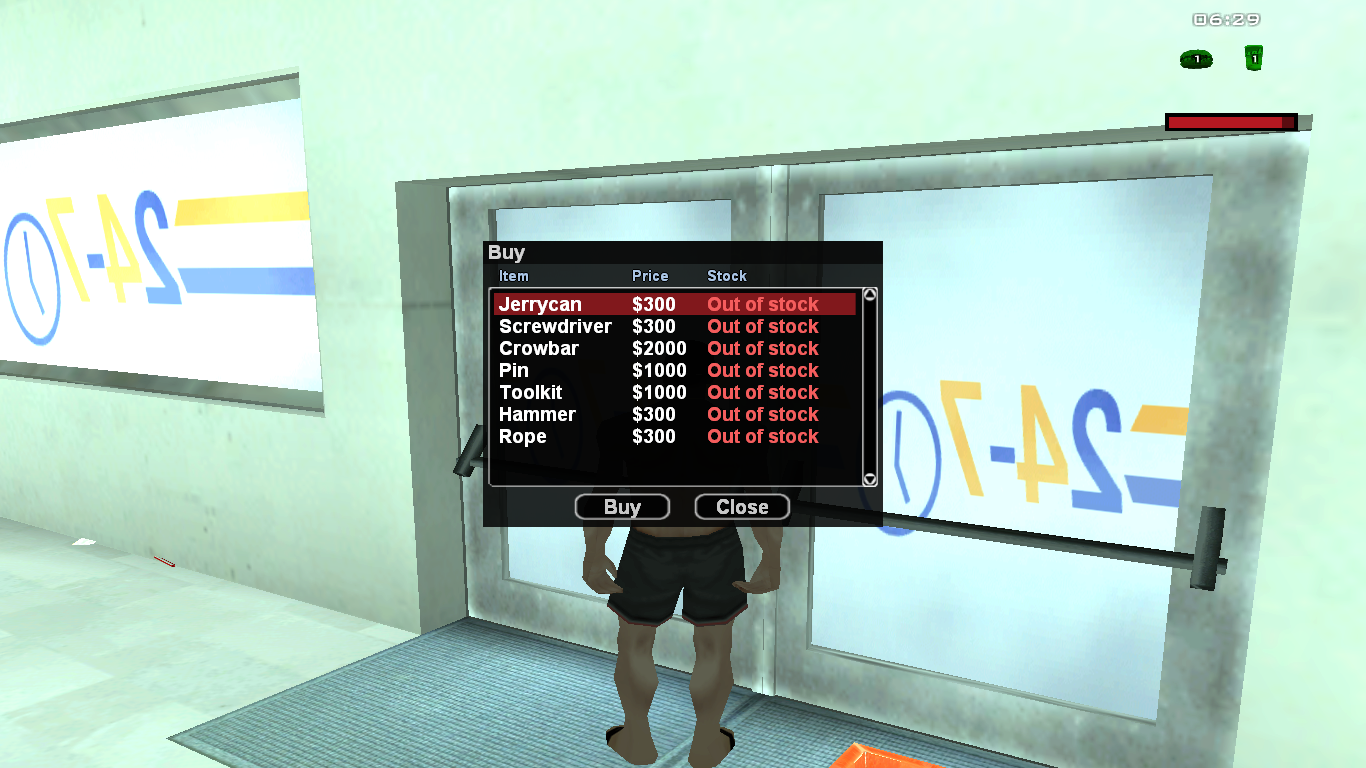 06:29
1 1
24-7
Buy
Item Price Stock
Jerrycan $300 Out of stock
Screwdriver $300 Out of stock
Crowbar $2000 Out of stock
Pin $1000 Out of stock
Toolkit $1000 Out of stock
Hammer $300 Out of stock
Rope $300 Out of stock
24-7
Buy Close